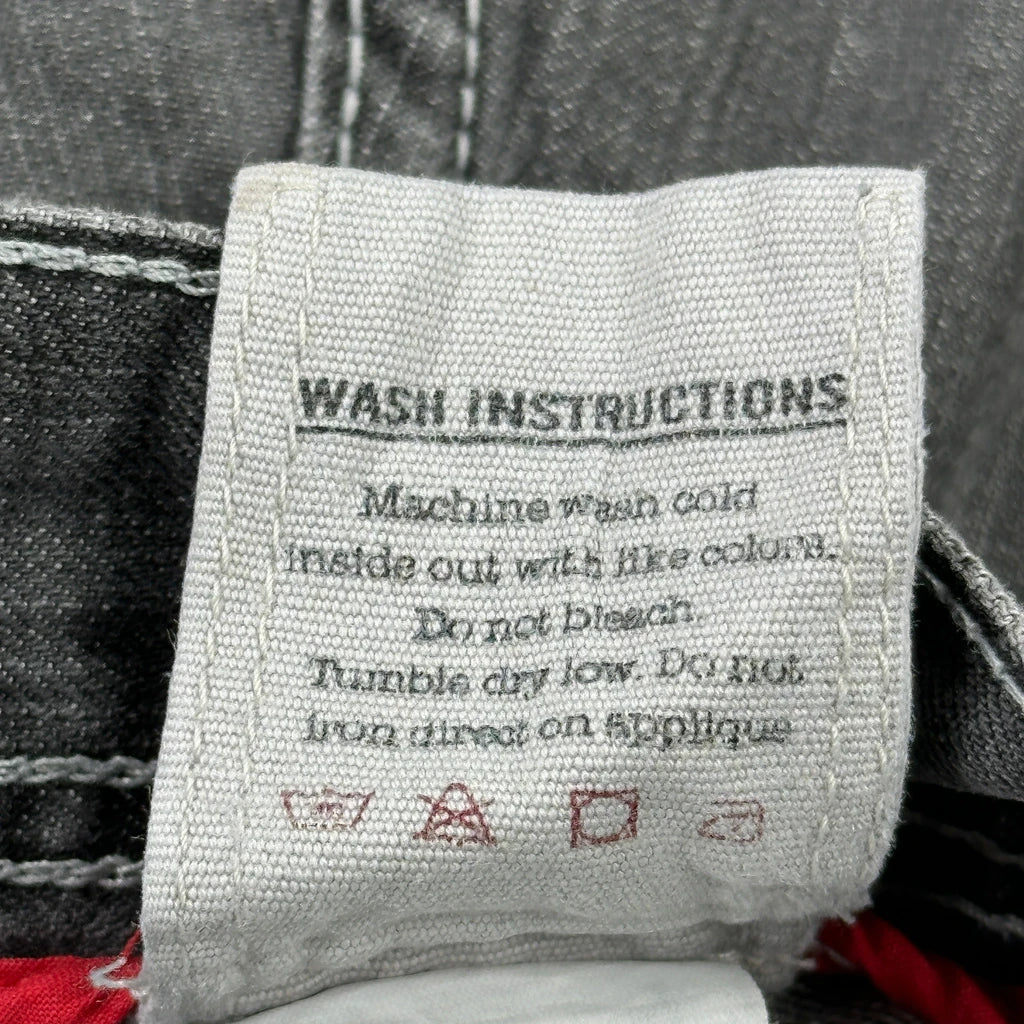 WASH INSTRUCTIONS
Machine wash cold
inside out with like colors.
Do not bleach
Tumble dry low. Do not
iron direct on applique